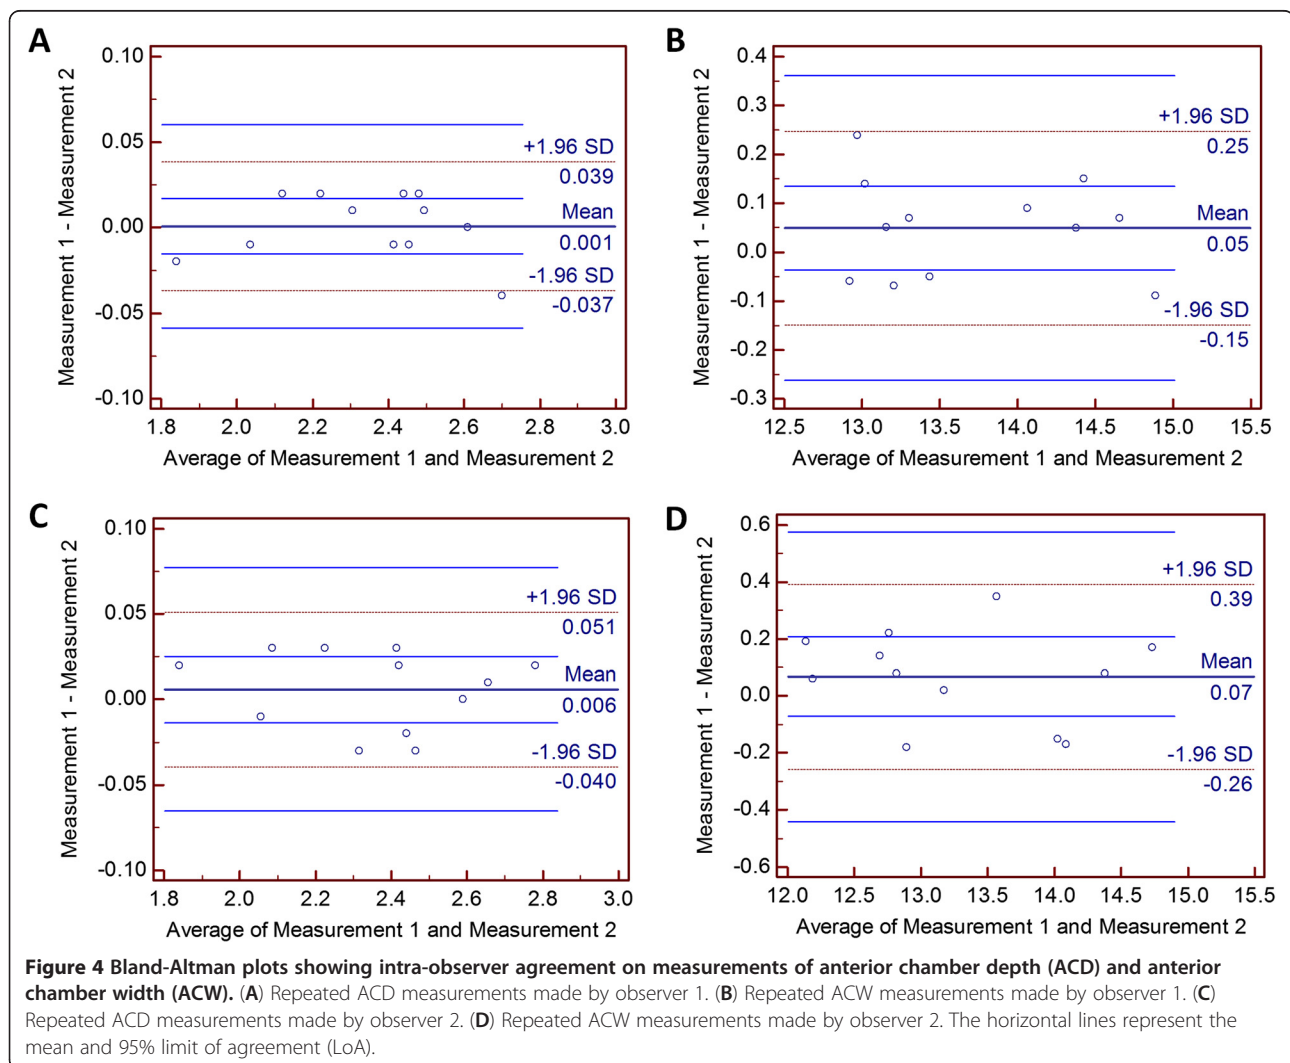 A
Measurement 1 - Measurement 2
0.10
0.05
0.00
-0.05
-0.10
+1.96 SD
0.039
Mean
0.001
-1.96 SD
-0.037
1.8 2.0 2.2 2.4 2.6 2.8 3.0
Average of Measurement 1 and Measurement 2
B
Measurement 1 - Measurement 2
0.4
0.3
0.2
0.1
0.0
-0.1
-0.2
-0.3
+1.96 SD
0.25
Mean
0.05
-1.96 SD
-0.15
12.5 13.0 13.5 14.0 14.5 15.0 15.5
Average of Measurement 1 and Measurement 2
C
Measurement 1 - Measurement 2
0.10
0.05
0.00
-0.05
-0.10
+1.96 SD
0.051
Mean
0.006
-1.96 SD
-0.040
1.8 2.0 2.2 2.4 2.6 2.8 3.0
Average of Measurement 1 and Measurement 2
D
Measurement 1 - Measurement 2
0.6
0.4
0.2
0.0
-0.2
-0.4
-0.6
+1.96 SD
0.39
Mean
0.07
-1.96 SD
-0.26
12.0 12.5 13.0 13.5 14.0 14.5 15.0 15.5
Average of Measurement 1 and Measurement 2
Figure 4 Bland-Altman plots showing intra-observer agreement on measurements of anterior chamber depth (ACD) and anterior
chamber width (ACW). (A) Repeated ACD measurements made by observer 1. (B) Repeated ACW measurements made by observer 1. (C)
Repeated ACD measurements made by observer 2. (D) Repeated ACW measurements made by observer 2. The horizontal lines represent the
mean and 95% limit of agreement (LoA).